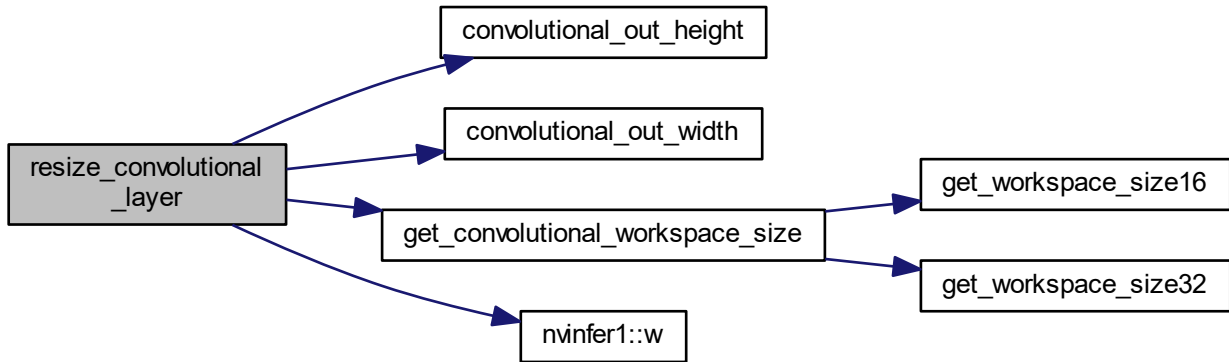 convolutional_out_height
convolutional_out_width
resize_convolutional
_layer
get_workspace_size16
get_convolutional_workspace_size
get_workspace_size32
nvinfer1::w